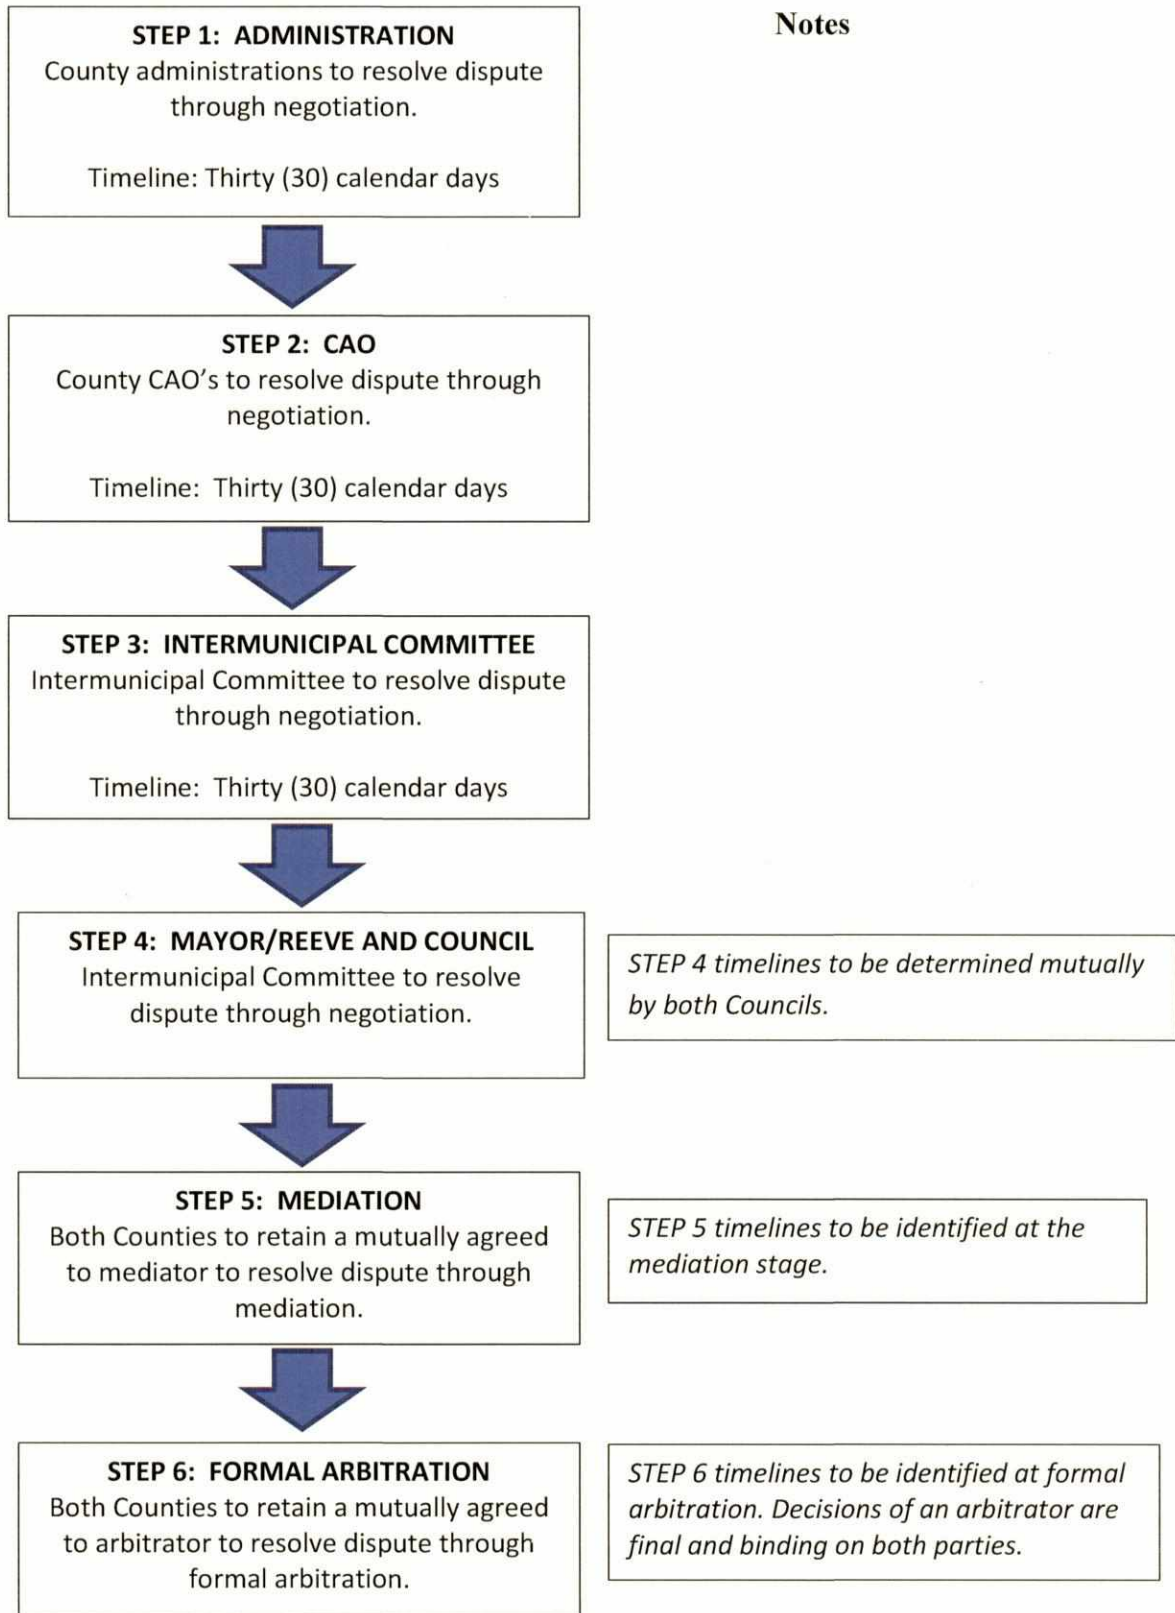 Notes
STEP 1: ADMINISTRATION
County administrations to resolve dispute
through negotiation.
Timeline: Thirty (30) calendar days
STEP 2: CAO
County CAO's to resolve dispute through
negotiation.
Timeline: Thirty (30) calendar days
STEP 3: INTERMUNICIPAL COMMITTEE
Intermunicipal Committee to resolve dispute
through negotiation.
Timeline: Thirty (30) calendar days
STEP 4: MAYOR/REEVE AND COUNCIL
Intermunicipal Committee to resolve
dispute through negotiation.
STEP 4 timelines to be determined mutually
by both Councils.
STEP 5: MEDIATION
Both Counties to retain a mutually agreed
to mediator to resolve dispute through
mediation.
STEP 5 timelines to be identified at the
mediation stage.
STEP 6: FORMAL ARBITRATION
Both Counties to retain a mutually agreed
to arbitrator to resolve dispute through
formal arbitration.
STEP 6 timelines to be identified at formal
arbitration. Decisions of an arbitrator are
final and binding on both parties.